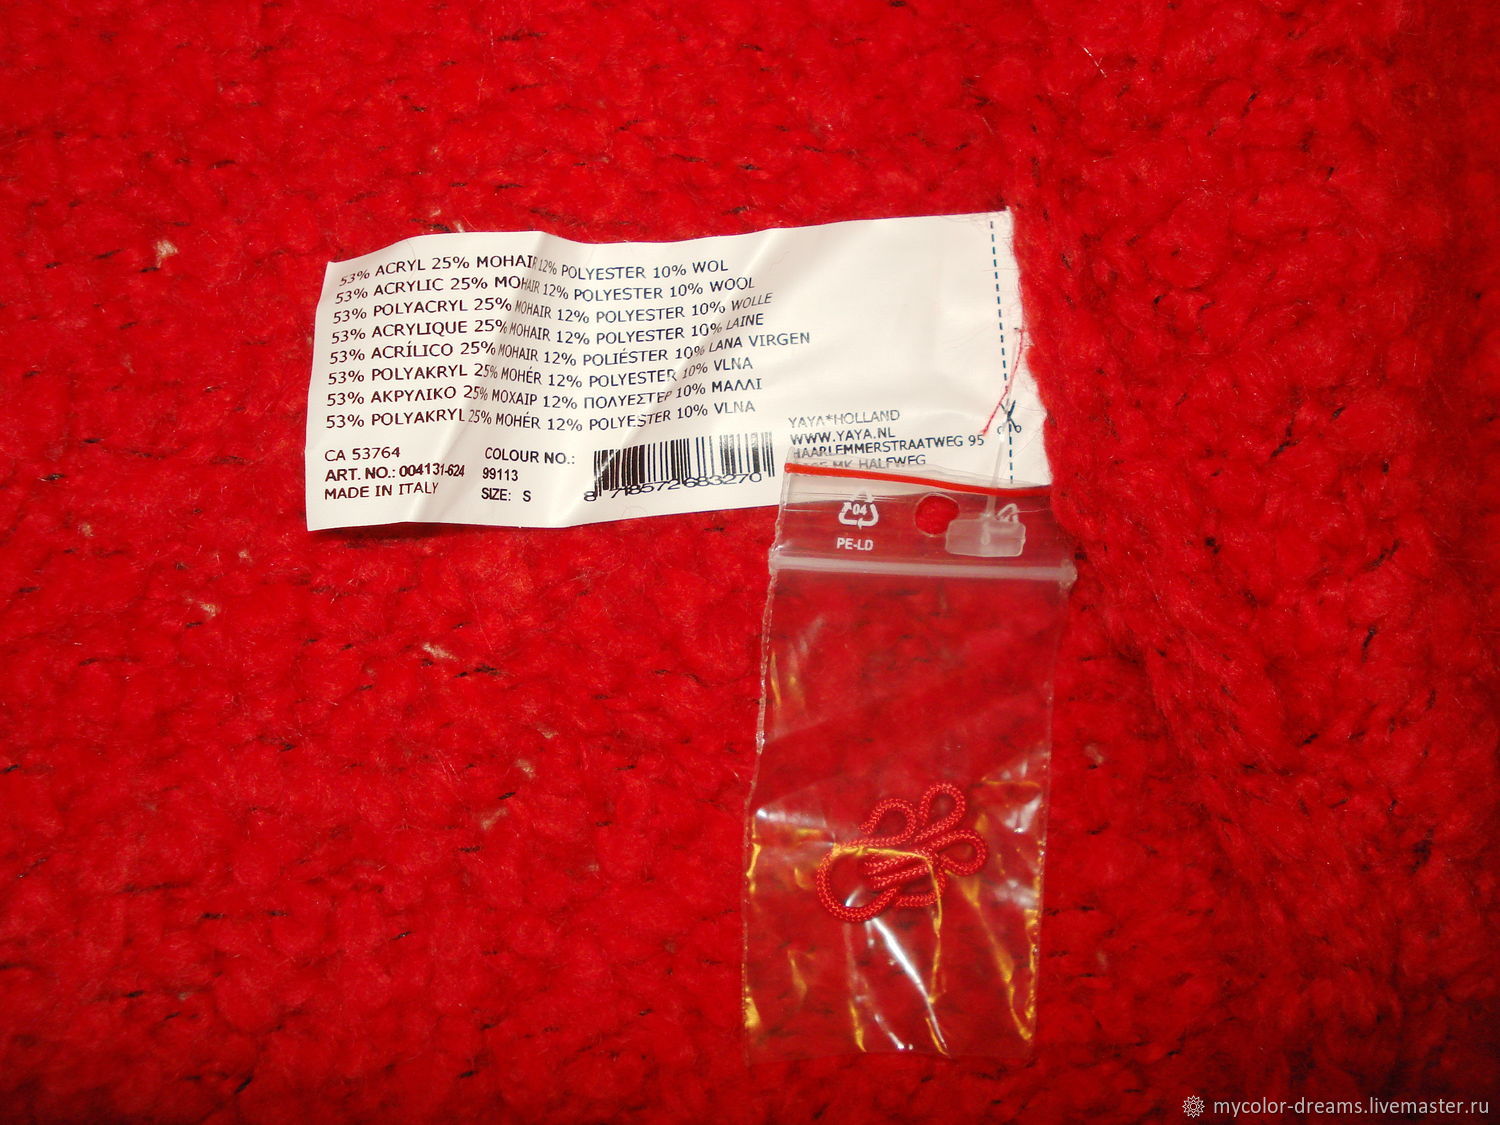 53% ACRYL 25% MOHAIR 12% POLYESTER 10% WOL
53% ACRYLIC 25% MOHAIR 12% POLYESTER 10% WOOL
53% POLYACRYL 25% MOHAIR 12% POLYESTER 10% WOLLE
53% ACRYLIQUE 25% MOHAIR 12% POLYESTER 10% LAINE
53% ACRÍLICO 25% MOHAIR 12% POLIÉSTER 10% LANA VIRGEN
53% POLYAKRYL 25% MOHÉR 12% POLYESTER 10% VLNA
53% ΑΚΡΥΛΙΚΟ 25% ΜΟΧΑΙΡ 12% ΠΟΛΥΕΣΤΕΡ 10% ΜΑΛΛΙ
53% POLYAKRYL 25% MOHÉR 12% POLYESTER 10% VLNA
CA 53764
ART. NO.: 004131-624
MADE IN ITALY
COLOUR NO.:
99113
SIZE: S
8 718572 683270
YAYA*HOLLAND
WWW.YAYA.NL
HAARLEMMERSTRAATWEG 95
MK HALFWEG
04
PE-LD
mycolor-dreams.livemaster.ru